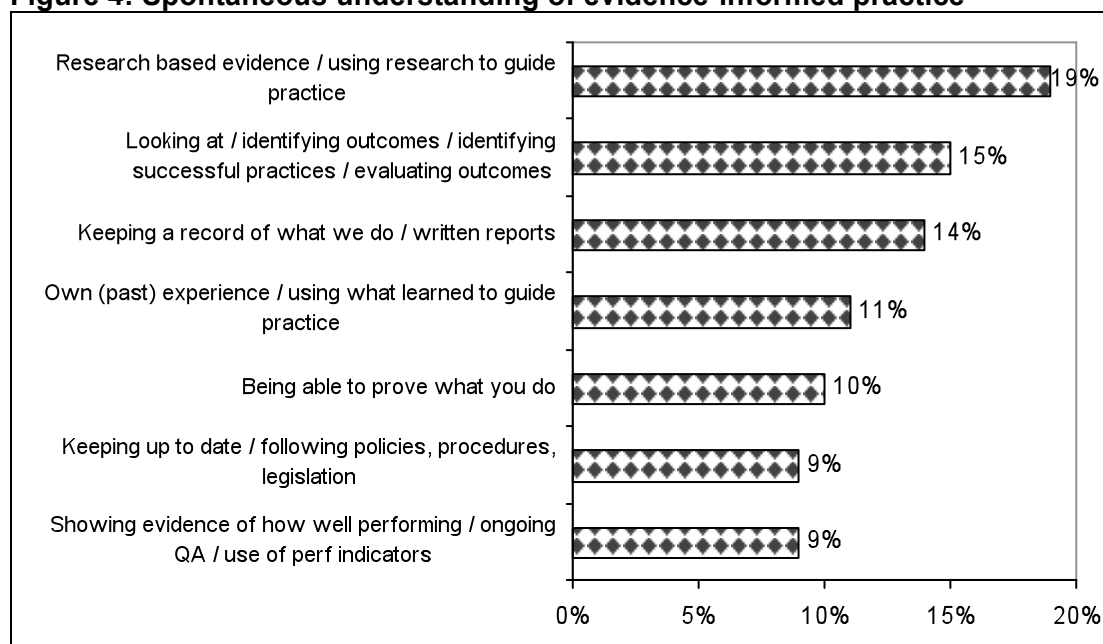 Figure 4: Spontaneous understanding of evidence informed practice
Research based evidence / using research to guide
practice
19%
Looking at / identifying outcomes / identifying
successful practices / evaluating outcomes
15%
Keeping a record of what we do / written reports
14%
Own (past) experience / using what learned to guide
practice
11%
Being able to prove what you do
10%
Keeping up to date / following policies, procedures,
legislation
9%
Showing evidence of how well performing / ongoing
QA / use of perf indicators
9%
0% 5% 10% 15% 20%